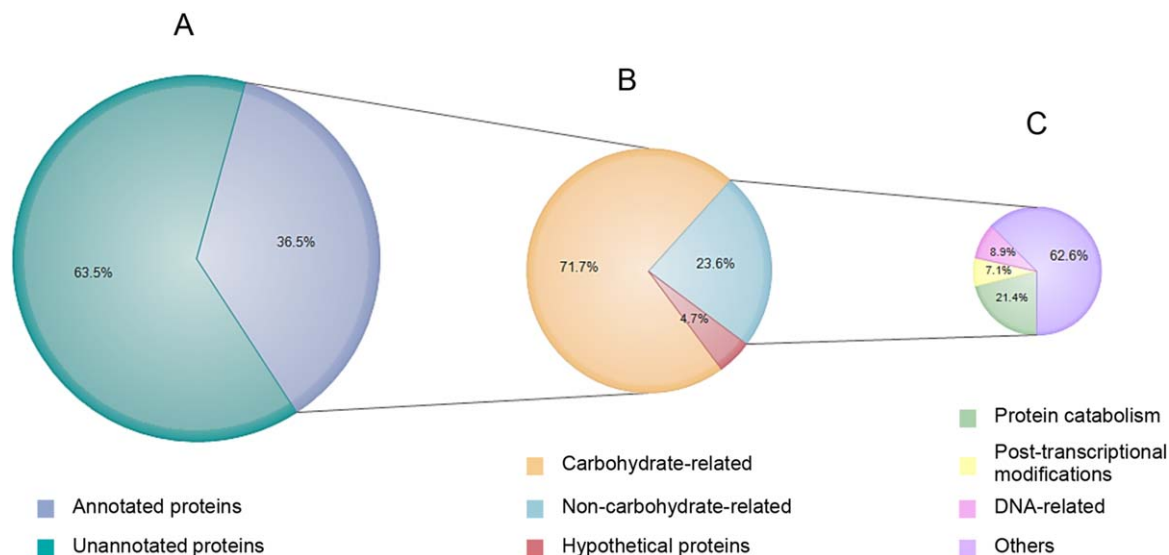 A
B
C
63.5%
36.5%
71.7%
23.6%
4.7%
8.9%
7.1%
21.4%
62.6%
Annotated proteins
Unannotated proteins
Carbohydrate-related
Non-carbohydrate-related
Hypothetical proteins
Protein catabolism
Post-transcriptional
modifications
DNA-related
Others